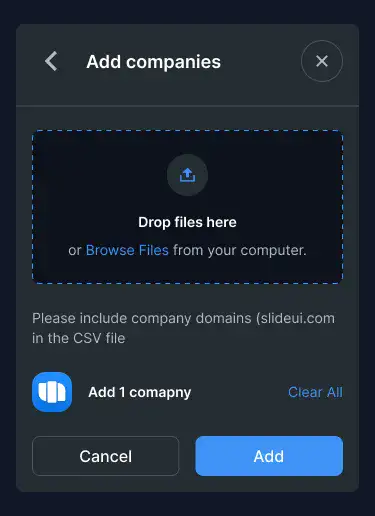 Add companies
Drop files here
or Browse Files from your computer.
Please include company domains (slideui.com
in the CSV file
Add 1 comapny
Clear All
Cancel
Add